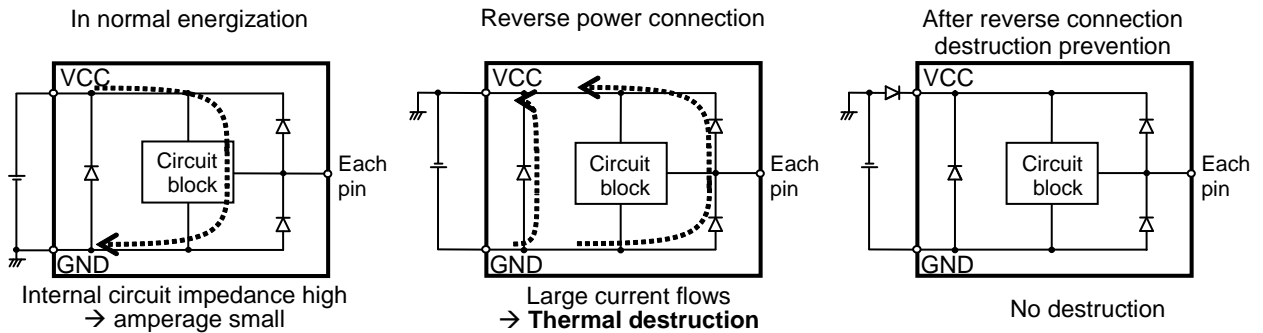 In normal energization
VCC
Circuit
block
Each
pin
GND
Internal circuit impedance high
→ amperage small
Reverse power connection
VCC
Circuit
block
Each
pin
GND
Large current flows
→ Thermal destruction
After reverse connection
destruction prevention
VCC
Circuit
block
Each
pin
GND
No destruction